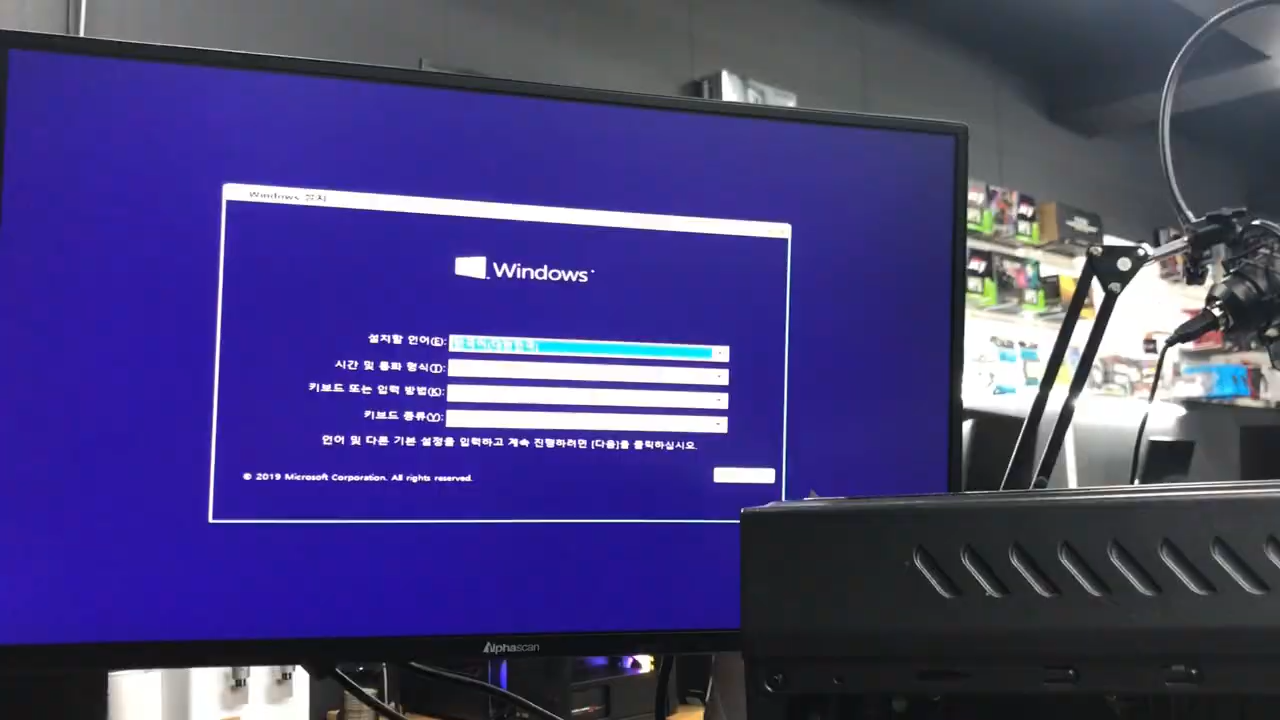 Windows 설치
Windows
설치할 언어(E):
시간 및 통화 형식(T):
키보드 또는 입력 방법(K):
키보드 종류(Y):
언어 및 다른 기본 설정을 입력하고 계속 진행하려면 [다음]을 클릭하십시오.
© 2019 Microsoft Corporation. All rights reserved.
Alphascan